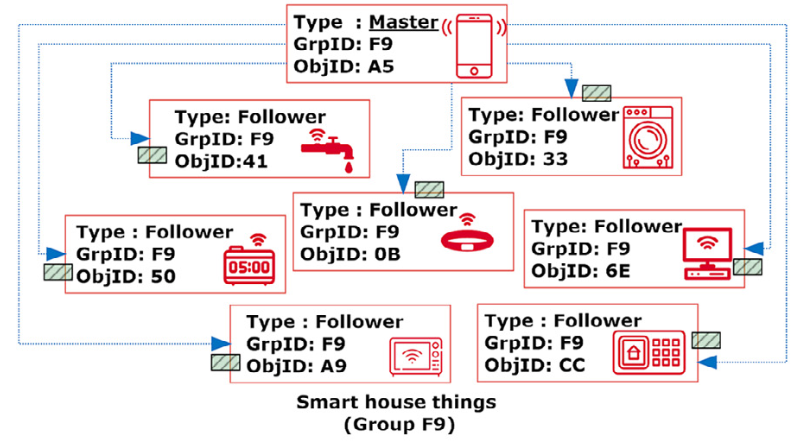 Type : Master
GrpID: F9
ObjID: A5
Type: Follower
GrpID: F9
ObjID:41
Type: Follower
GrpID: F9
ObjID: 33
Type : Follower
GrpID: F9
ObjID: 50
05:00
Type : Follower
GrpID: F9
ObjID: 0B
Type: Follower
GrpID: F9
ObjID: 6E
Type : Follower
GrpID: F9
ObjID: A9
Type : Follower
GrpID: F9
ObjID: CC
Smart house things
(Group F9)